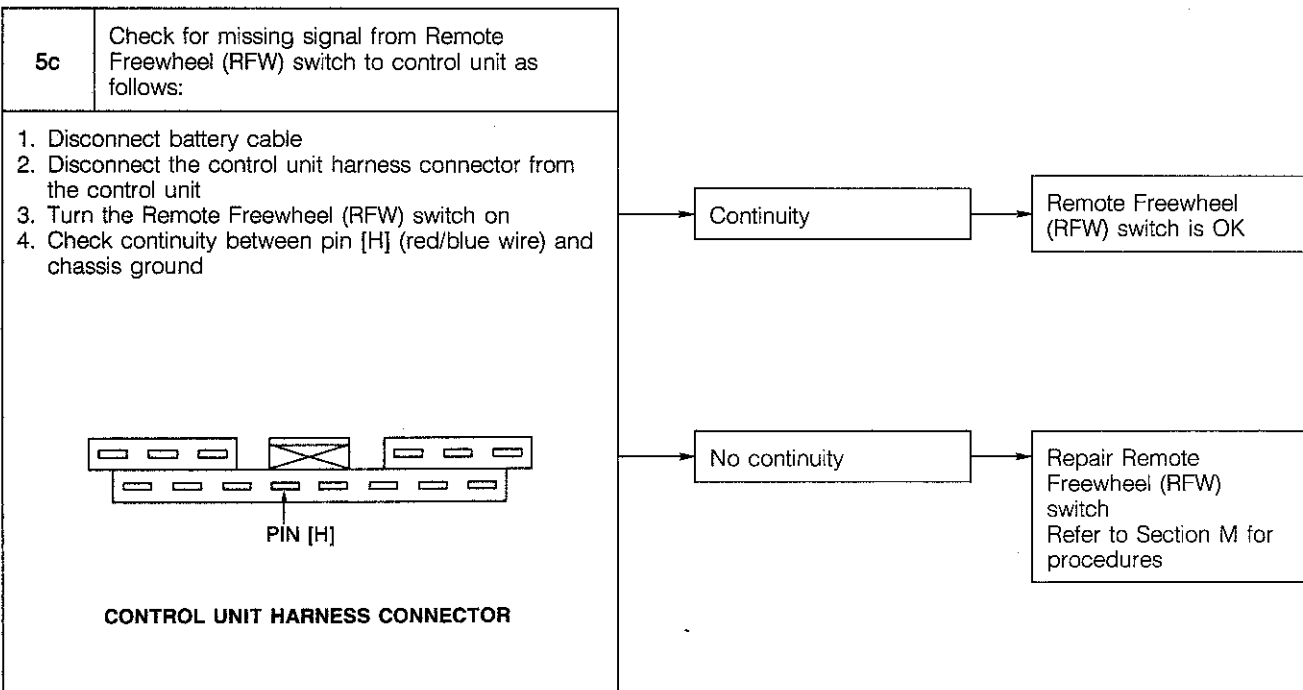 5c
Check for missing signal from Remote
Freewheel (RFW) switch to control unit as
follows:
1. Disconnect battery cable
2. Disconnect the control unit harness connector from
the control unit
3. Turn the Remote Freewheel (RFW) switch on
4. Check continuity between pin [H] (red/blue wire) and
chassis ground
PIN [H]
CONTROL UNIT HARNESS CONNECTOR
Continuity
Remote Freewheel
(RFW) switch is OK
No continuity
Repair Remote
Freewheel (RFW)
switch
Refer to Section M for
procedures